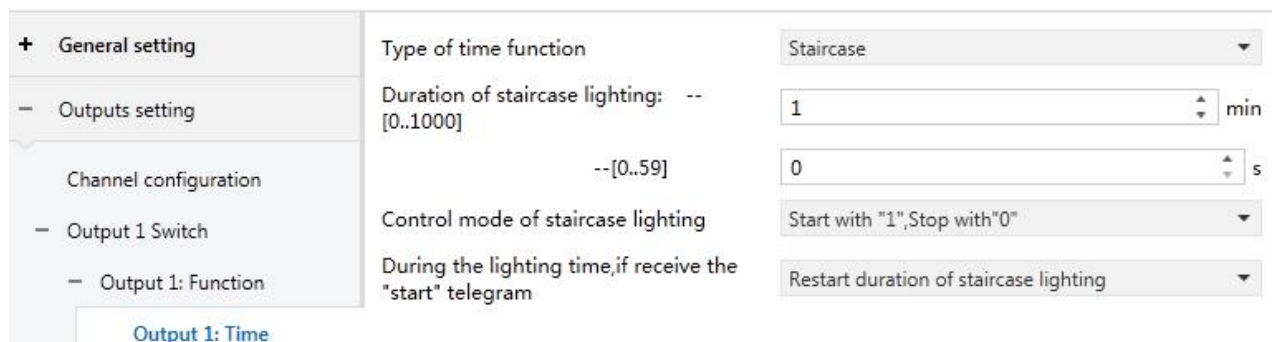 + General setting
− Outputs setting
Channel configuration
− Output 1 Switch
− Output 1: Function
Output 1: Time
Type of time function
Staircase
Duration of staircase lighting: --
[0..1000]
1
min
--[0..59]
0
s
Control mode of staircase lighting
Start with "1",Stop with"0"
During the lighting time,if receive the
"start" telegram
Restart duration of staircase lighting